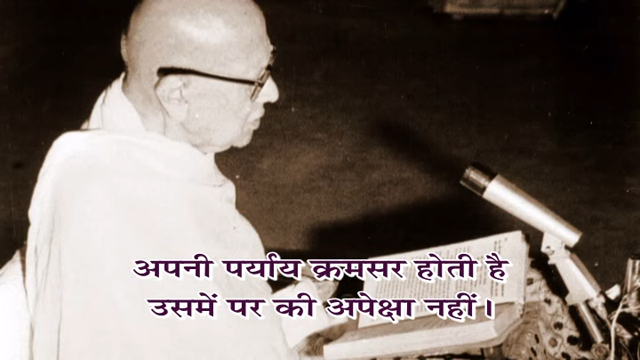 अपनी पर्याय क्रमसर होती है
उसमें पर की अपेक्षा नहीं।